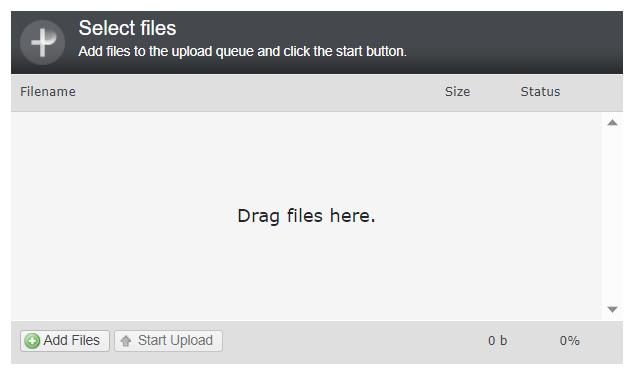 Select files
Add files to the upload queue and click the start button.
Filename Size Status
Drag files here.
Add Files Start Upload 0 b 0%